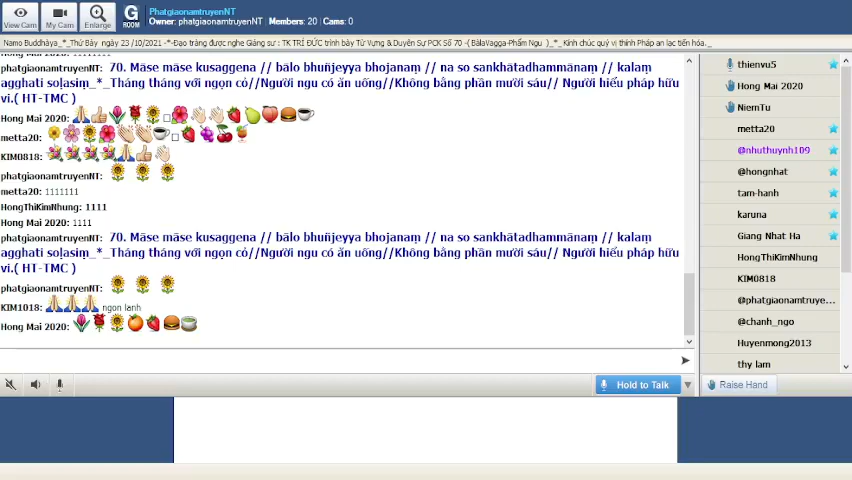 PhatgiaonamtruyenNT
Owner: phatgiaonamtruyenNT Members: 20 Cams: 0
View Cam
My Cam
Enlarge
G
ROOM
Namo Buddhàya_*_Thứ Bảy ngày 23 /10/2021 -*-Đạo tràng được nghe Giảng sư : TK TRÍ ĐỨC trình bày Từ Vựng & Duyên Sự PCK Số 70 -(BàlaVagga-Phẩm Ngu )_*_ Kính chúc quý vị thính Pháp an lạc tiến hóa._
phatgiaonamtruyenNT: 70. Māse māse kusaggena // bālo bhuñjeyya bhojanaṃ // na so sankhātadhammānaṃ // kalaṃ
agghati soḷasiṃ_*_Tháng tháng với ngọn cỏ//Người ngu có ăn uống//Không bằng phần mười sáu// Người hiểu pháp hữu
vi.( HT-TMC )
Hong Mai 2020:
metta20:
KIM0818:
phatgiaonamtruyenNT:
metta20: 1111111
HongThiKimNhung: 1111
Hong Mai 2020: 1111
phatgiaonamtruyenNT: 70. Māse māse kusaggena // bālo bhuñjeyya bhojanaṃ // na so sankhātadhammānaṃ // kalaṃ
agghati soḷasiṃ_*_Tháng tháng với ngọn cỏ//Người ngu có ăn uống//Không bằng phần mười sáu// Người hiểu pháp hữu
vi.( HT-TMC )
phatgiaonamtruyenNT:
KIM1018: ngon lanh
Hong Mai 2020:
Hold to Talk
thienvu5
Hong Mai 2020
NiemTu
metta20
@nhuthuynh109
@hongnhat
tam-hanh
karuna
Giang Nhat Ha
HongThiKimNhung
KIM0818
@phatgiaonamtruye...
@chanh_ngo
Huyenmong2013
thy lam
Raise Hand